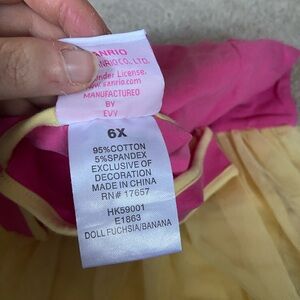 SANRIO
SANRIO CO., LTD.
Under License.
www.sanrio.com
MANUFACTURED
BY
EVY
6X
95%COTTON
5%SPANDEX
EXCLUSIVE OF
DECORATION
MADE IN CHINA
RN# 17657
HK59001
E1863
DOLL FUCHSIA/BANANA